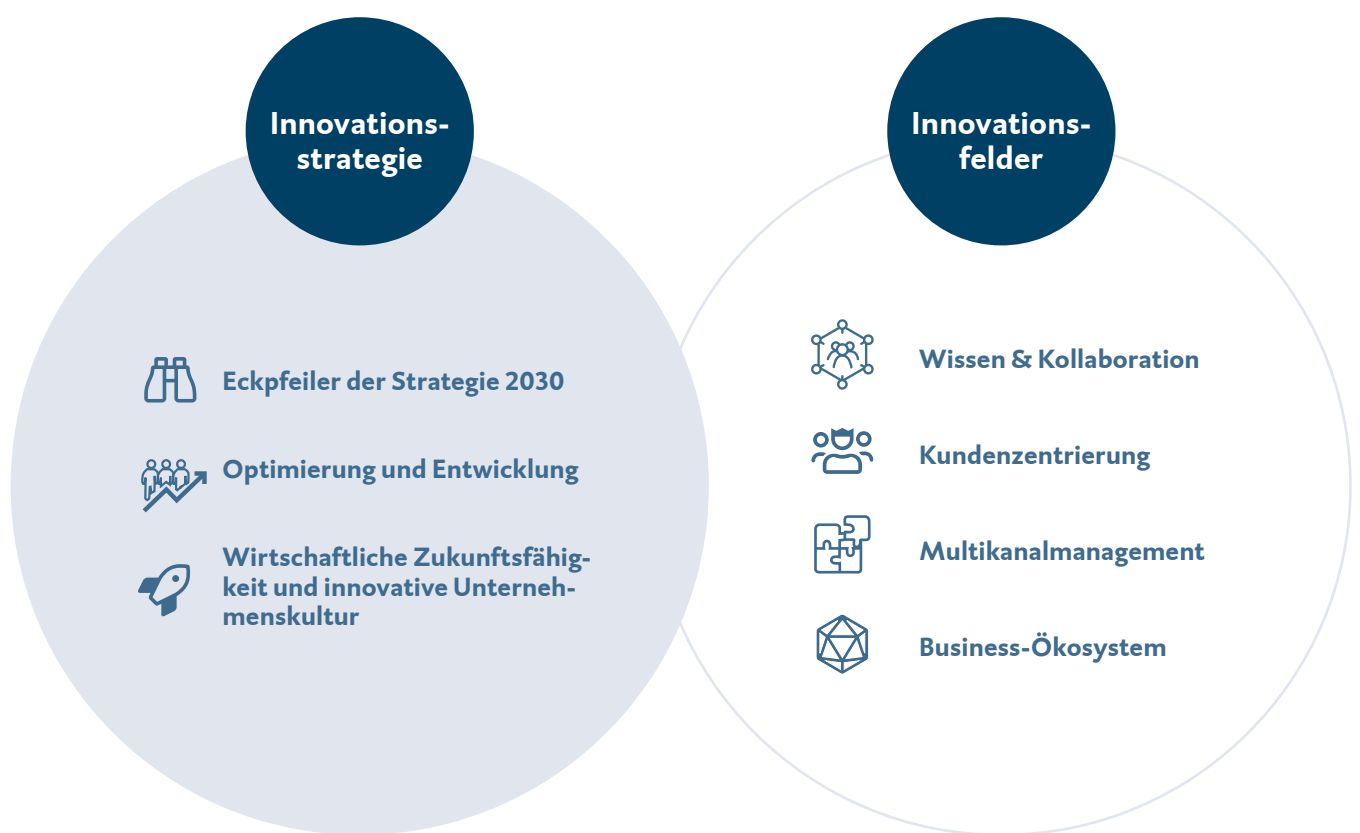 Innovations-
strategie
Eckpfeiler der Strategie 2030
Optimierung und Entwicklung
Wirtschaftliche Zukunftsfähig-
keit und innovative Unterneh-
menskultur
Innovations-
felder
Wissen & Kollaboration
Kundenzentrierung
Multikanalmanagement
Business-Ökosystem